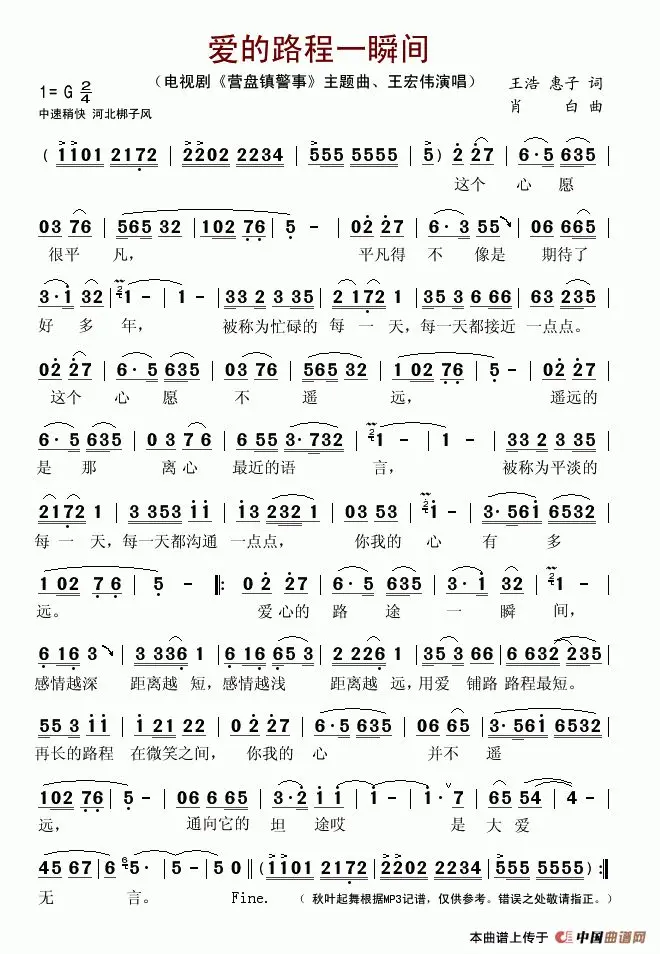 爱的路程一瞬间
（电视剧《营盘镇警事》主题曲、王宏伟演唱）
王浩 惠子 词
肖 白 曲
1=G 2/4
中速稍快 河北梆子风
( 1101 2172 | 2202 2234 | 555 5555 | 5 ) 2 27 | 6·5 635 |
这个 心 愿
03 76 | 565 32 | 102 76 | 5 - | 02 27 | 6·3 55 | 06 665 |
很平 凡， 平凡得 不 像是 期待了
3·1 32 | 2 1 - | 1 - | 33 2 3 35 | 2 172 1 | 35 3 6 66 | 63 235 |
好 多 年， 被称为忙碌的 每 一 天，每一天都接近 一点点。
02 27 | 6·5 635 | 03 76 | 565 32 | 102 76 | 5 - | 02 27 |
这个 心 愿 不 遥 远， 遥远的
6·5 635 | 03 76 | 6 55 3·732 | 2 1 - | 1 - | 33 2 3 35 |
是 那 离心 最近的语 言， 被称为平淡的
2172 1 | 3 353 1 1 | 13 232 1 | 03 53 | 2 6 - | 3·561 6532 |
每 一 天，每一天都沟通 一点点， 你我的 心 有 多
1 02 76 | 5 - ‖: 02 27 | 6·5 635 | 3·1 32 | 2 1 - |
远。 爱心的 路 途 一 瞬 间，
6 16 3 | 3 336 1 | 6 616 65 | 2 226 1 | 35 3 66 | 6 632 235 |
感情越深 距离越 短，感情越浅 距离越 远，用爱 铺路 路程最短。
55 3 1 1 | 1 21 22 | 02 27 | 6·5 635 | 06 65 | 3·561 6532 |
再长的路程 在微笑之间， 你我的 心 并不 遥
102 76 | 5 - | 06 6 65 | 3·2 1 1 | 1 - | 1· 7 | 65 54 | 4 - |
远， 通向它的 坦 途哎 是 大 爱
45 67 | 6 5· | 5 - | 5 0 ‖ ( 1101 2172 | 2202 2234 | 555 5555 ) :‖
无 言。 Fine. （ 秋叶起舞根据MP3记谱，仅供参考。错误之处敬请指正。）
本曲谱上传于 中国曲谱网